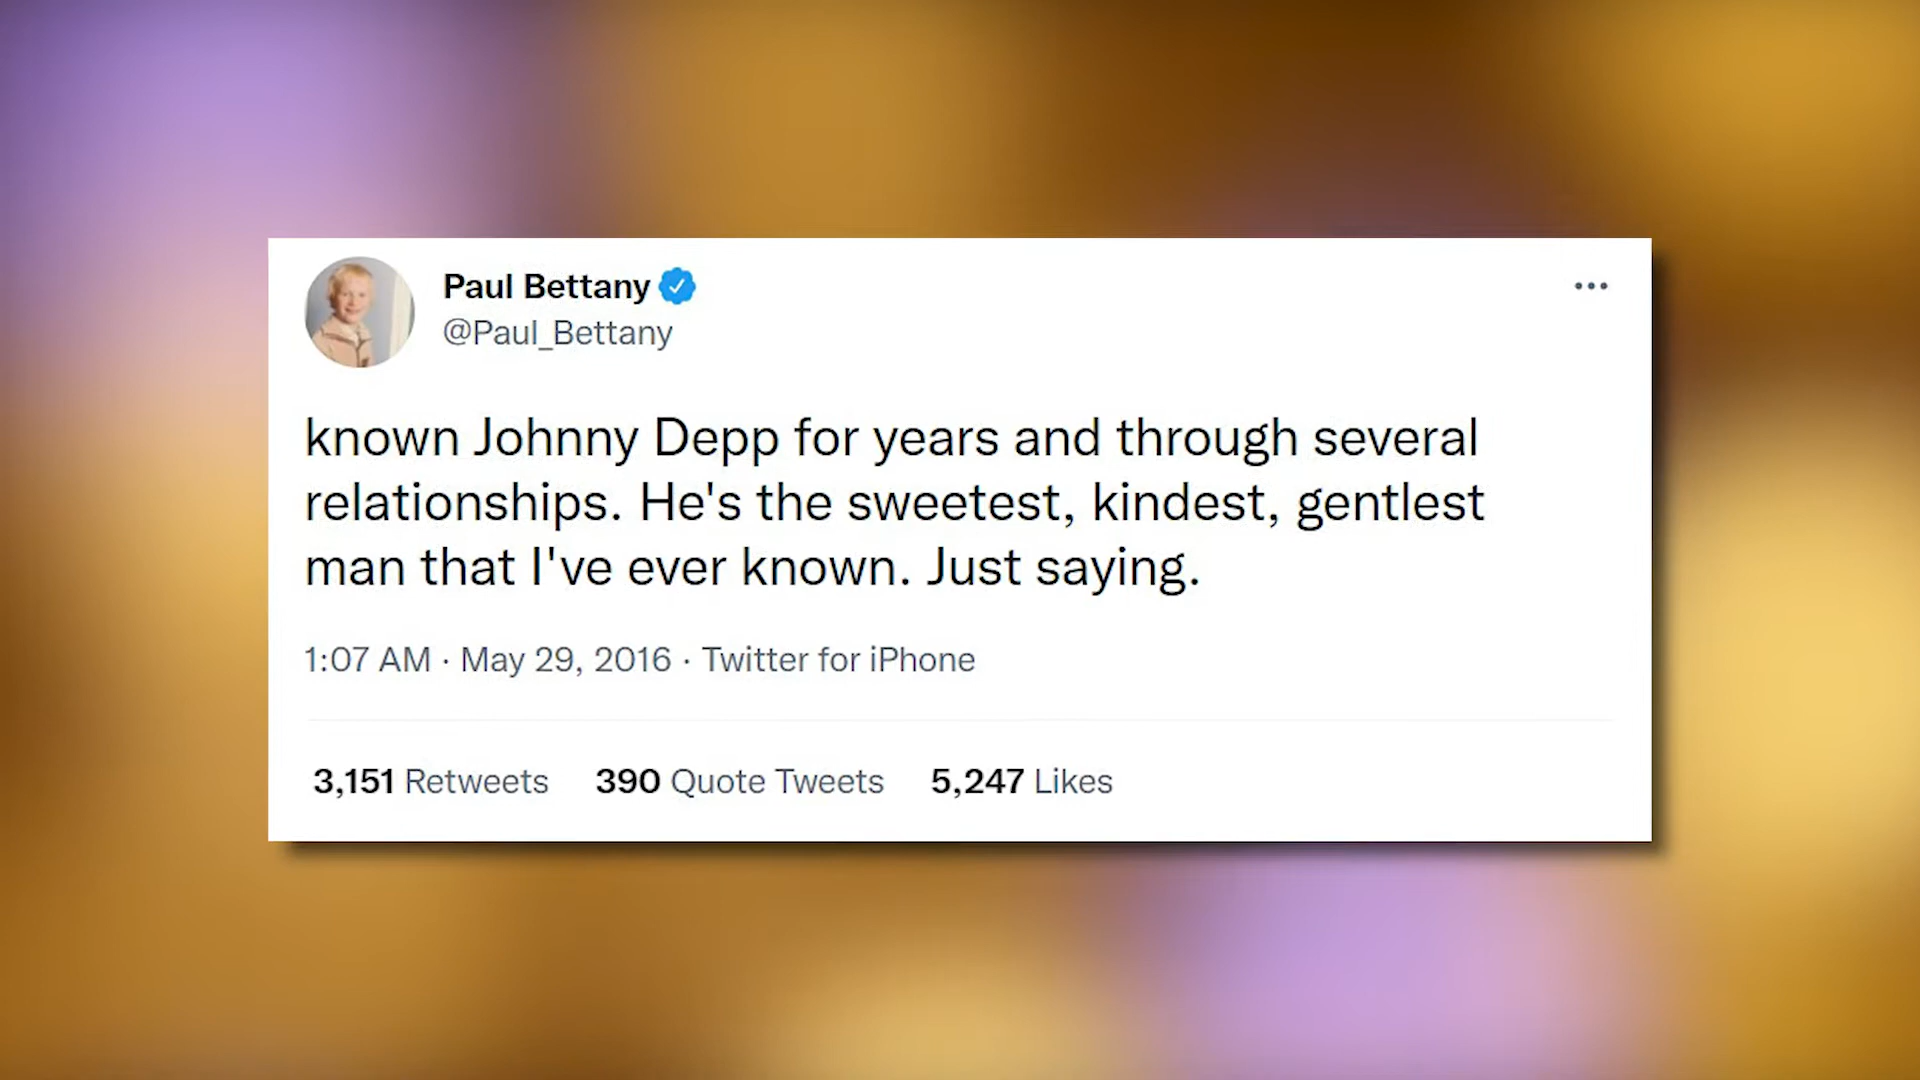 Paul Bettany
@Paul_Bettany
known Johnny Depp for years and through several
relationships. He's the sweetest, kindest, gentlest
man that I've ever known. Just saying.
1:07 AM · May 29, 2016 · Twitter for iPhone
3,151 Retweets 390 Quote Tweets 5,247 Likes